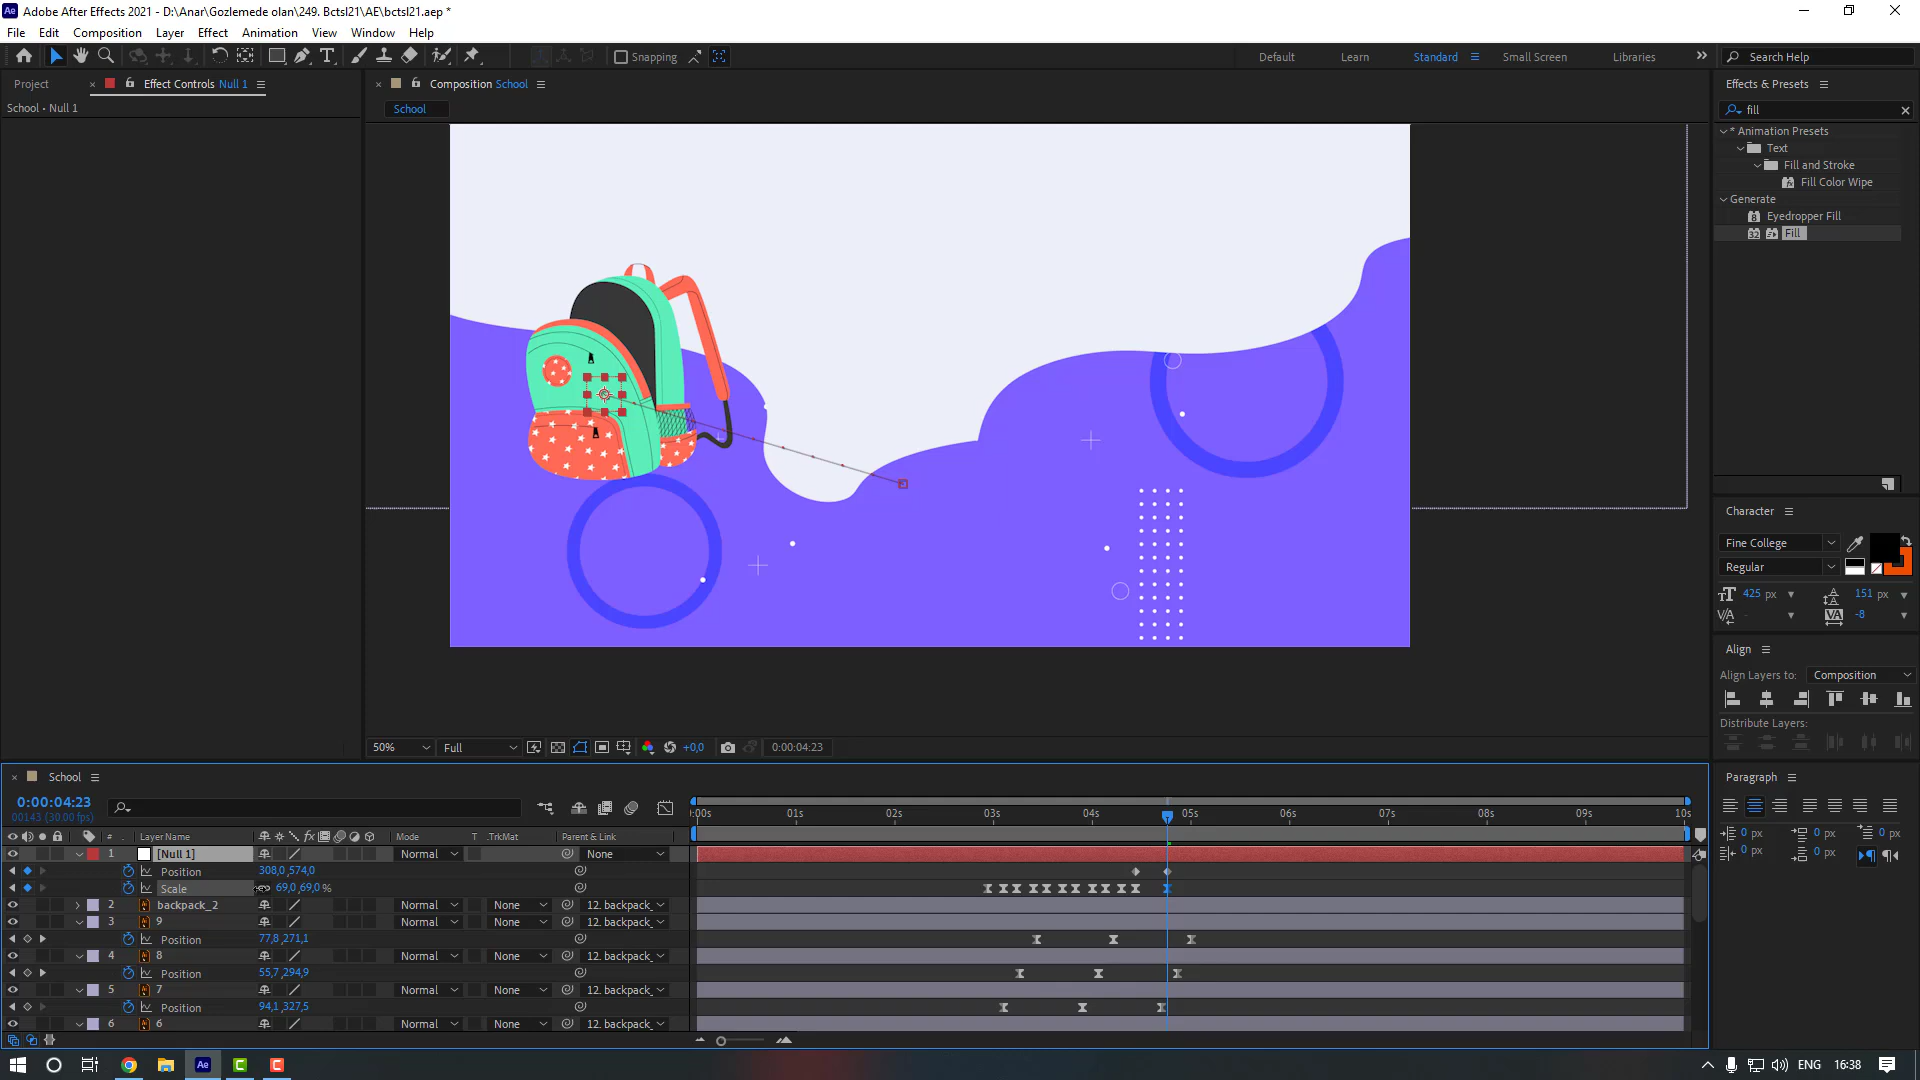 Adobe After Effects 2021 - D:\Anar\Gozlemede olan\249. Bctsl21\AE\bctsl21.aep *
File Edit Composition Layer Effect Animation View Window Help
Snapping
Default Learn Standard Small Screen Libraries
Search Help
Project
Effect Controls Null 1
Composition School
Effects & Presets
School • Null 1
School
fill
* Animation Presets
Text
Fill and Stroke
Fill Color Wipe
Generate
Eyedropper Fill
Fill
Character
Fine College
Regular
425 px
151 px
-8
Align
Align Layers to: Composition
Distribute Layers:
50% Full +0,0 0:00:04:23
School
Paragraph
0:00:04:23
00143 (30.00 fps)
:00s 01s 02s 03s 04s 05s 06s 07s 08s 09s 10s
0 px 0 px 0 px
0 px 0 px
# Layer Name Mode T .TrkMat Parent & Link
1 [Null 1] Normal None
Position 308,0,574,0
Scale 69,0,69,0 %
2 backpack_2 Normal None 12. backpack_
3 9 Normal None 12. backpack_
Position 77,8,271,1
4 8 Normal None 12. backpack_
Position 55,7,294,9
5 7 Normal None 12. backpack_
Position 94,1,327,5
6 6 Normal None 12. backpack_
ENG 16:38